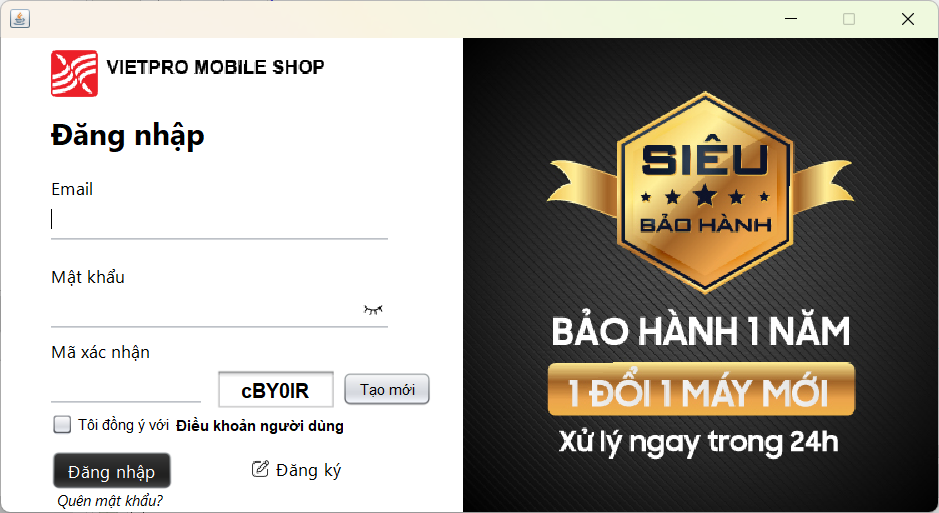 VIETPRO MOBILE SHOP
Đăng nhập
Email
Mật khẩu
Mã xác nhận
cBY0IR Tạo mới
Tôi đồng ý với Điều khoản người dùng
Đăng nhập Đăng ký
Quên mật khẩu?
SIÊU
BẢO HÀNH
BẢO HÀNH 1 NĂM
1 ĐỔI 1 MÁY MỚI
Xử lý ngay trong 24h